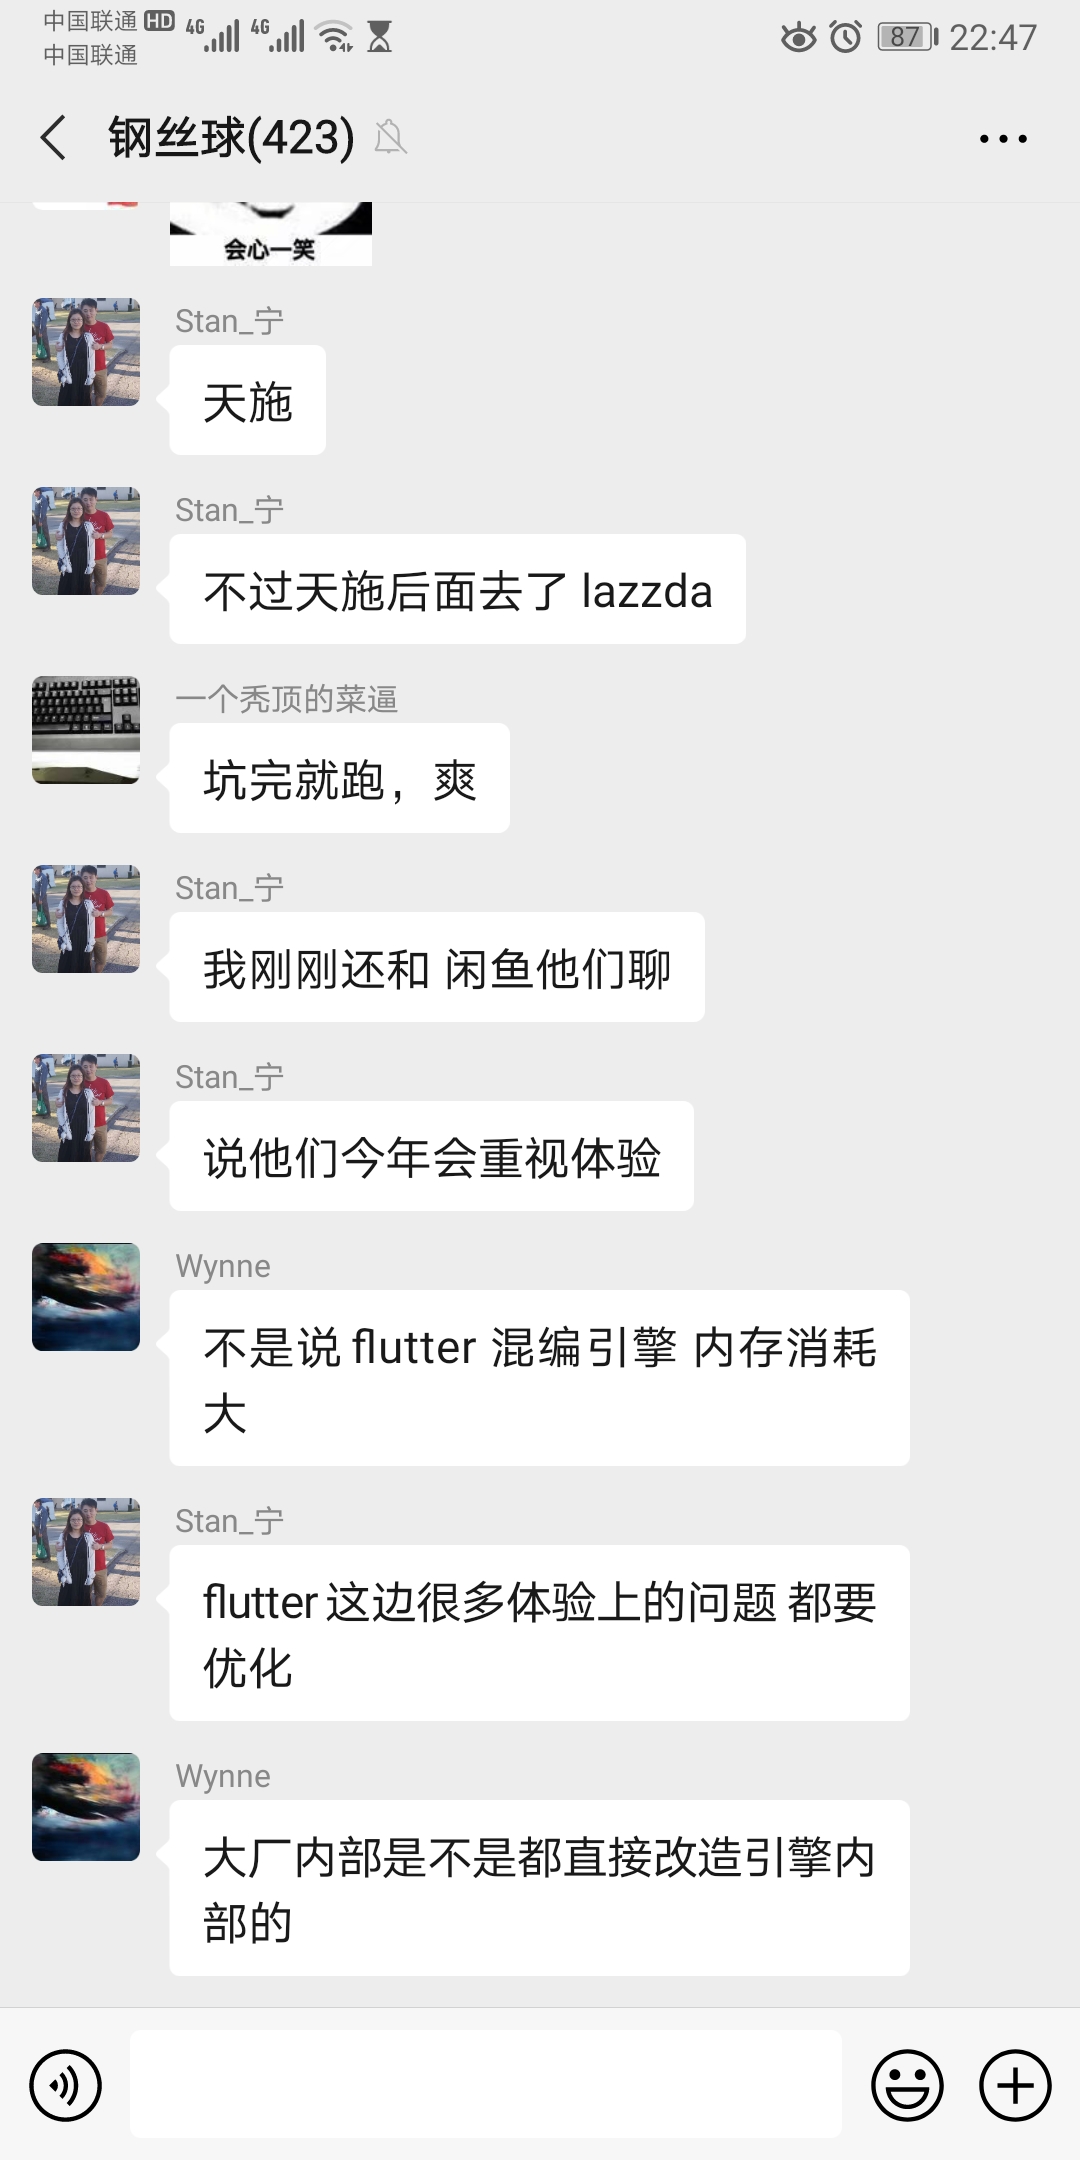 中国联通 HD 4G 4G 87 22:47
中国联通
钢丝球(423)
会心一笑
Stan_宁
天施
Stan_宁
不过天施后面去了 lazzda
一个秃顶的菜逼
坑完就跑，爽
Stan_宁
我刚刚还和 闲鱼他们聊
Stan_宁
说他们今年会重视体验
Wynne
不是说 flutter 混编引擎 内存消耗
大
Stan_宁
flutter 这边很多体验上的问题 都要
优化
Wynne
大厂内部是不是都直接改造引擎内
部的